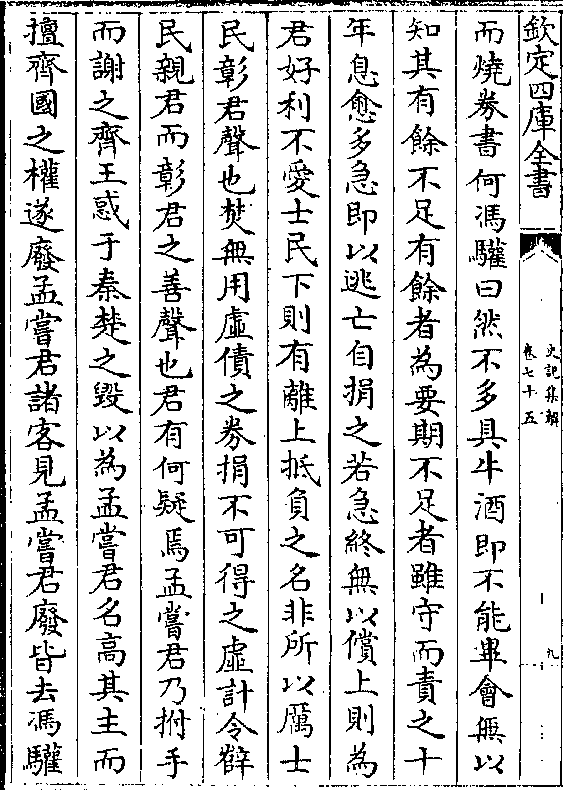 欽定四庫全書
史記集解
卷七十五
九
而燒券書何馮驩曰然不多具牛酒即不能畢會無以
知其有餘不足有餘者為要期不足者雖守而責之十
年息愈多急即以逃亡自捐之若急終無以償上則為
君好利不愛士民下則有離上抵負之名非所以厲士
民彰君聲也焚無用虛債之券捐不可得之虛計令薛
民親君而彰君之善聲也君有何疑焉孟嘗君乃拊手
而謝之齊王惑于秦楚之毀以為孟嘗君名高其主而
擅齊國之權遂廢孟嘗君諸客見孟嘗君廢皆去馮驩